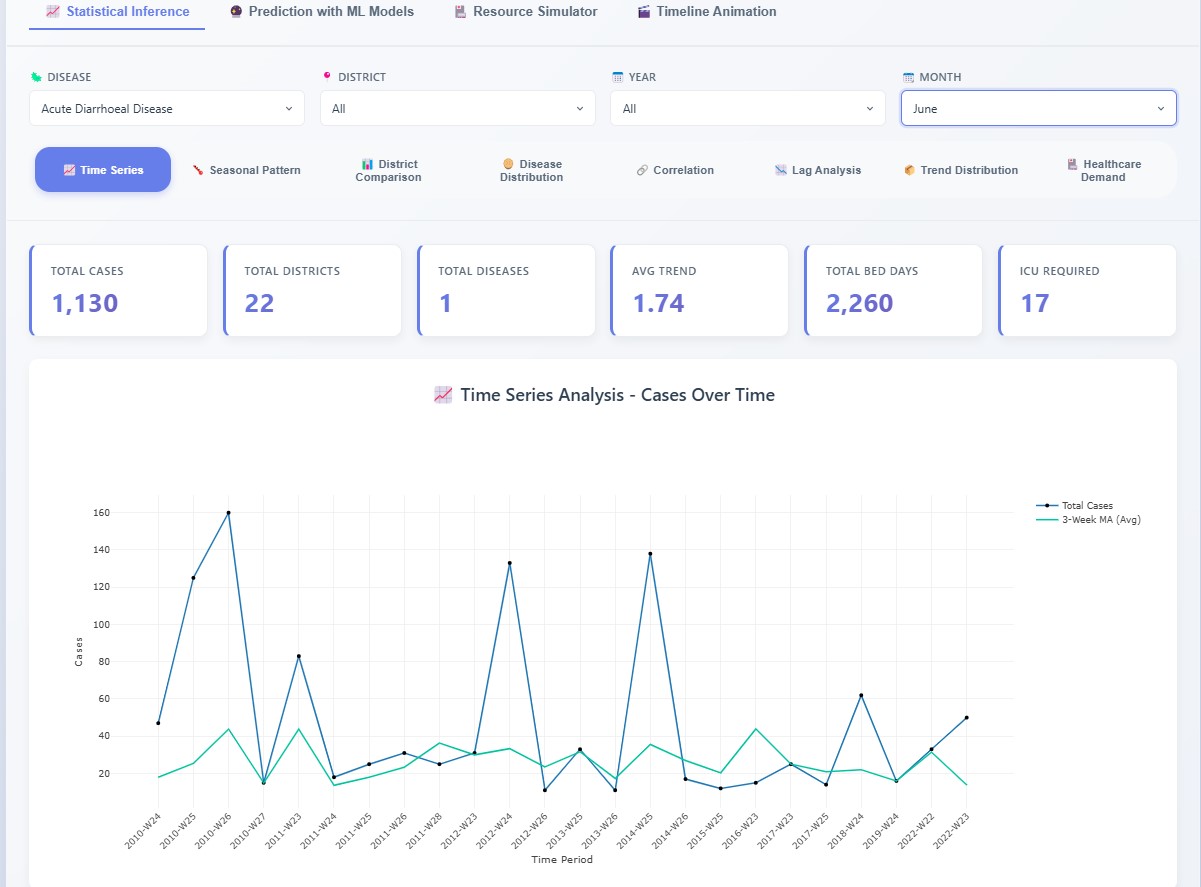 Statistical Inference Prediction with ML Models Resource Simulator Timeline Animation
DISEASE DISTRICT YEAR MONTH
Acute Diarrhoeal Disease All All June
Time Series Seasonal Pattern District Comparison Disease Distribution Correlation Lag Analysis Trend Distribution Healthcare Demand
TOTAL CASES
1,130
TOTAL DISTRICTS
22
TOTAL DISEASES
1
AVG TREND
1.74
TOTAL BED DAYS
2,260
ICU REQUIRED
17
Time Series Analysis - Cases Over Time
Total Cases
3-Week MA (Avg)
160
140
120
100
80
60
40
20
Cases
2010-W24
2010-W25
2010-W26
2010-W27
2011-W23
2011-W24
2011-W25
2011-W26
2011-W28
2012-W23
2012-W24
2012-W26
2013-W25
2013-W26
2014-W25
2014-W26
2015-W25
2016-W23
2017-W23
2017-W25
2018-W24
2019-W24
2022-W22
2022-W23
Time Period